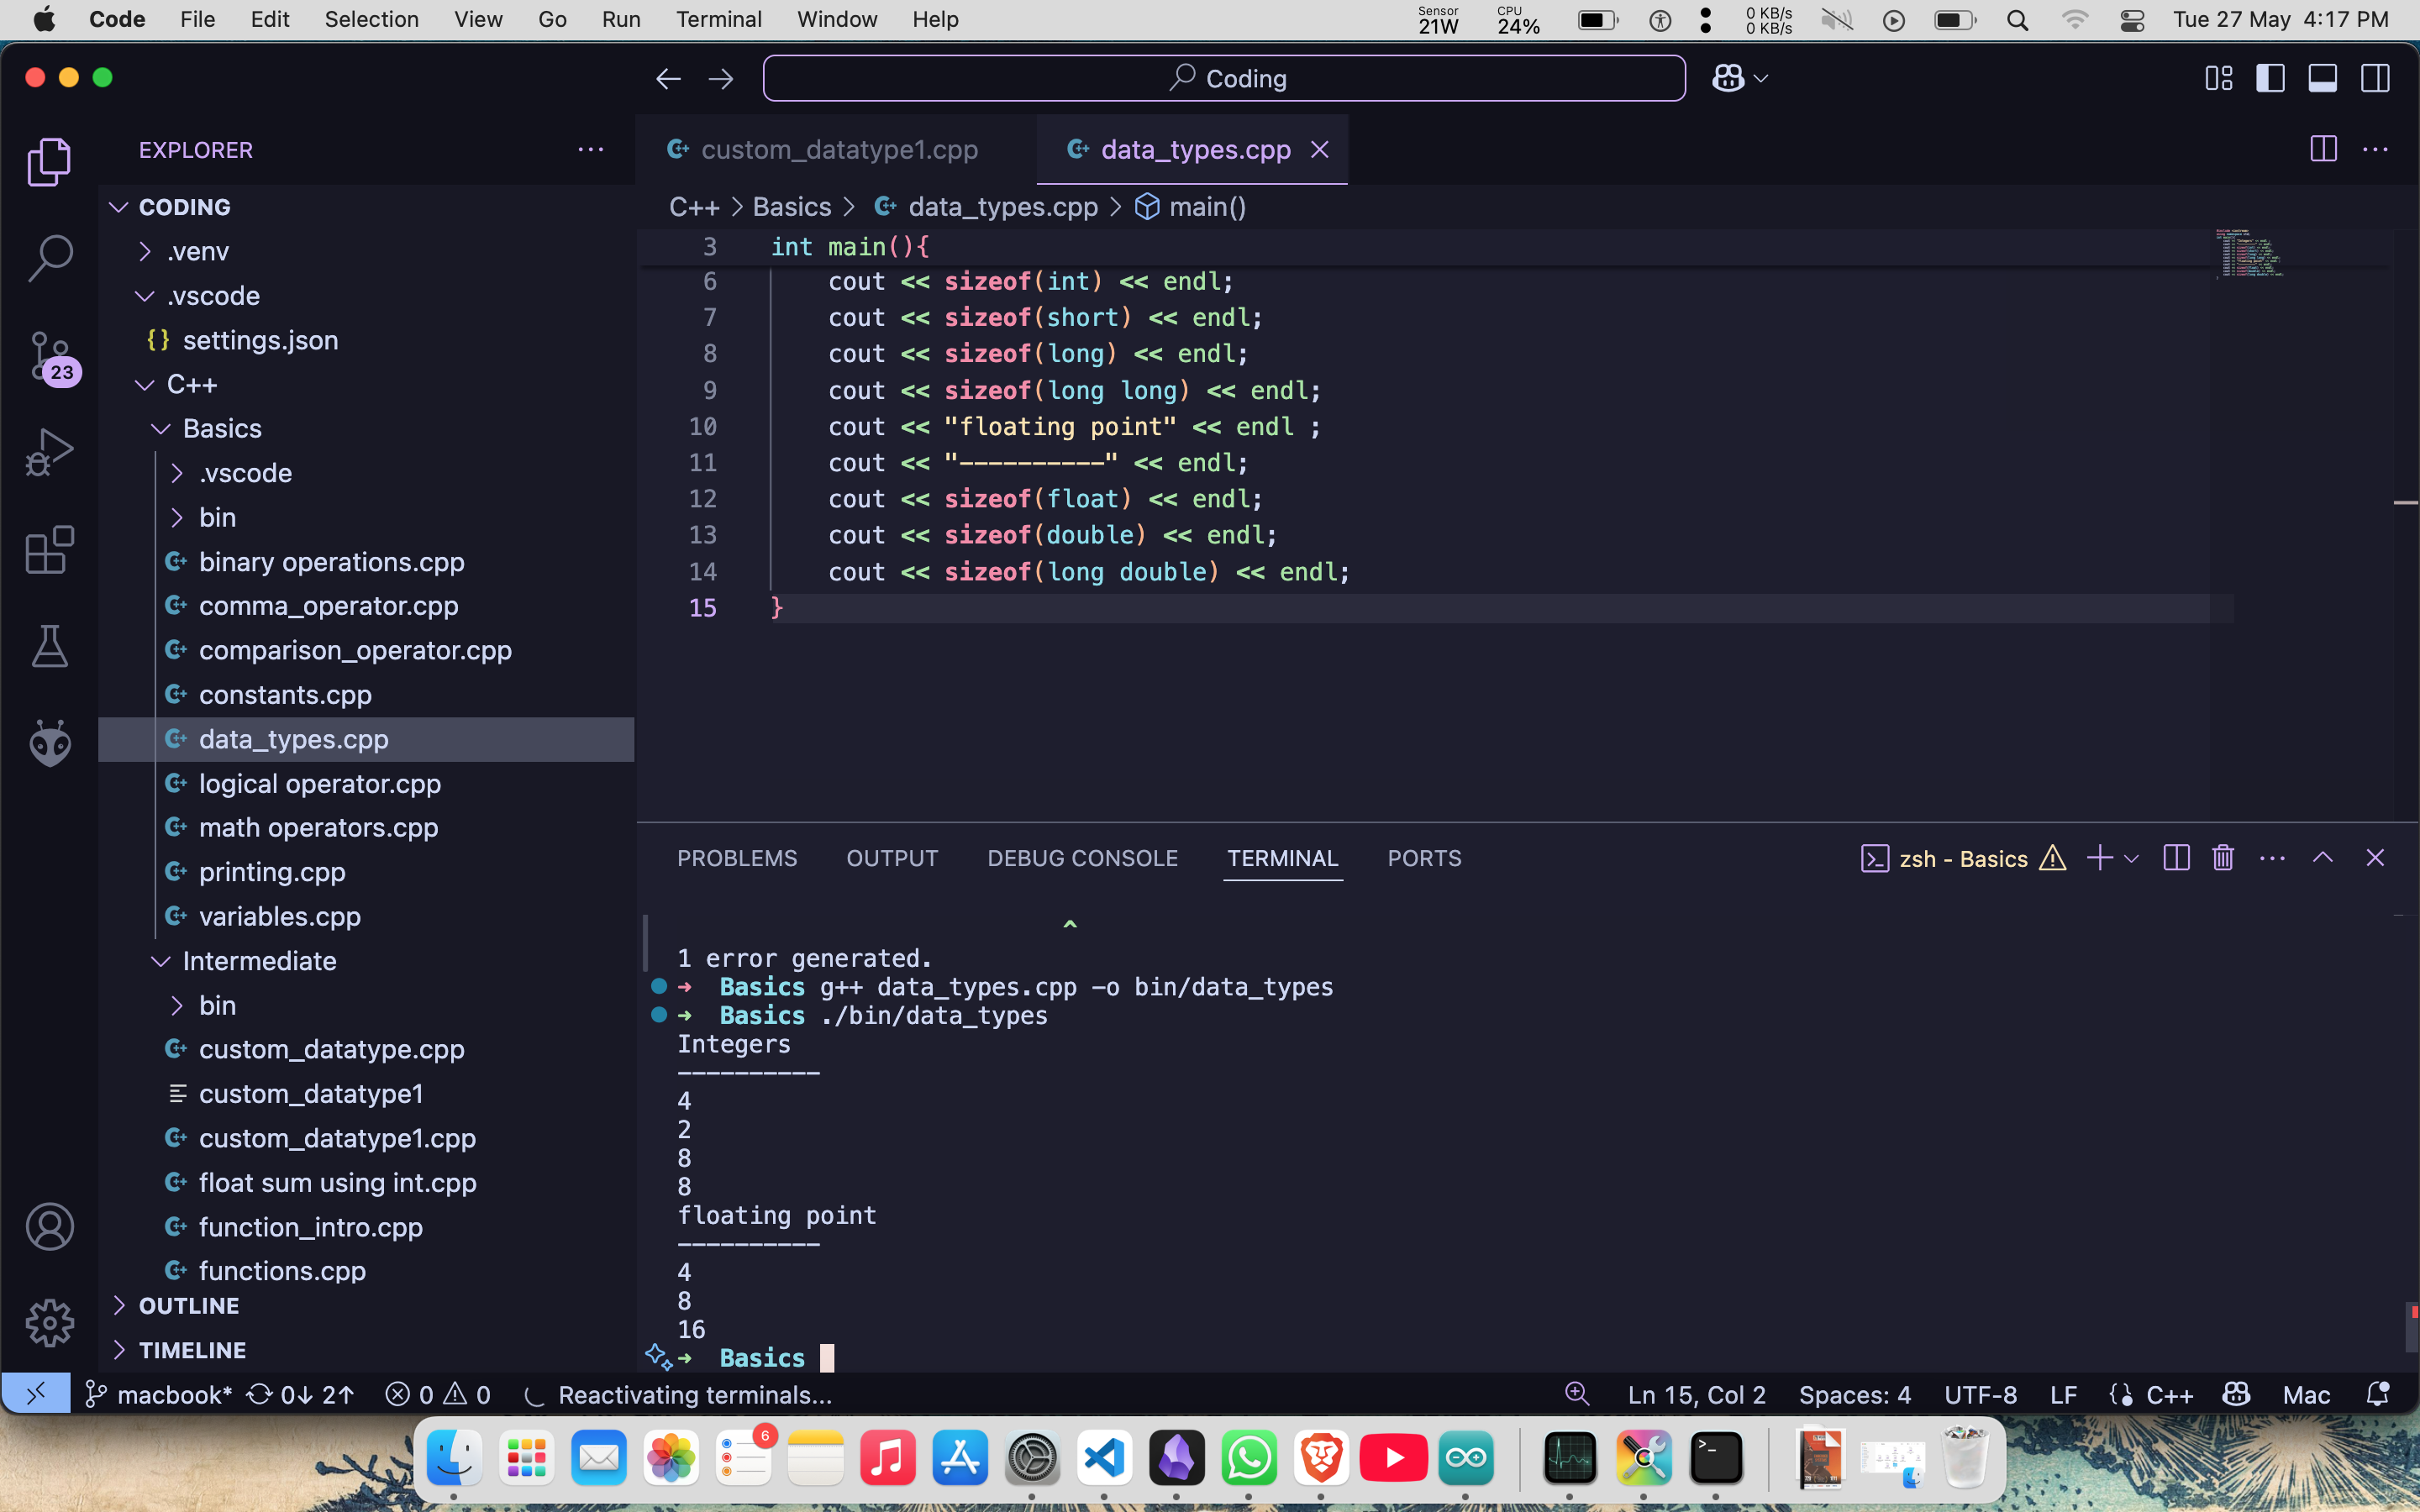 Code File Edit Selection View Go Run Terminal Window Help Sensor 21W CPU 24% 0 KB/s 0 KB/s Tue 27 May 4:17 PM
Coding
EXPLORER
custom_datatype1.cpp data_types.cpp
C++ > Basics > data_types.cpp > main()
CODING
.venv
.vscode
{} settings.json
23
C++
Basics
.vscode
bin
binary operations.cpp
comma_operator.cpp
comparison_operator.cpp
constants.cpp
data_types.cpp
logical operator.cpp
math operators.cpp
printing.cpp
variables.cpp
Intermediate
bin
custom_datatype.cpp
custom_datatype1
custom_datatype1.cpp
float sum using int.cpp
function_intro.cpp
functions.cpp
OUTLINE
TIMELINE
3 int main(){
6 cout << sizeof(int) << endl;
7 cout << sizeof(short) << endl;
8 cout << sizeof(long) << endl;
9 cout << sizeof(long long) << endl;
10 cout << "floating point" << endl ;
11 cout << "----------" << endl;
12 cout << sizeof(float) << endl;
13 cout << sizeof(double) << endl;
14 cout << sizeof(long double) << endl;
15 }
PROBLEMS OUTPUT DEBUG CONSOLE TERMINAL PORTS zsh - Basics
^
1 error generated.
→ Basics g++ data_types.cpp -o bin/data_types
→ Basics ./bin/data_types
Integers
----------
4
2
8
8
floating point
----------
4
8
16
→ Basics
macbook* 0↓ 2↑ 0 0 Reactivating terminals... Ln 15, Col 2 Spaces: 4 UTF-8 LF C++ Mac
6